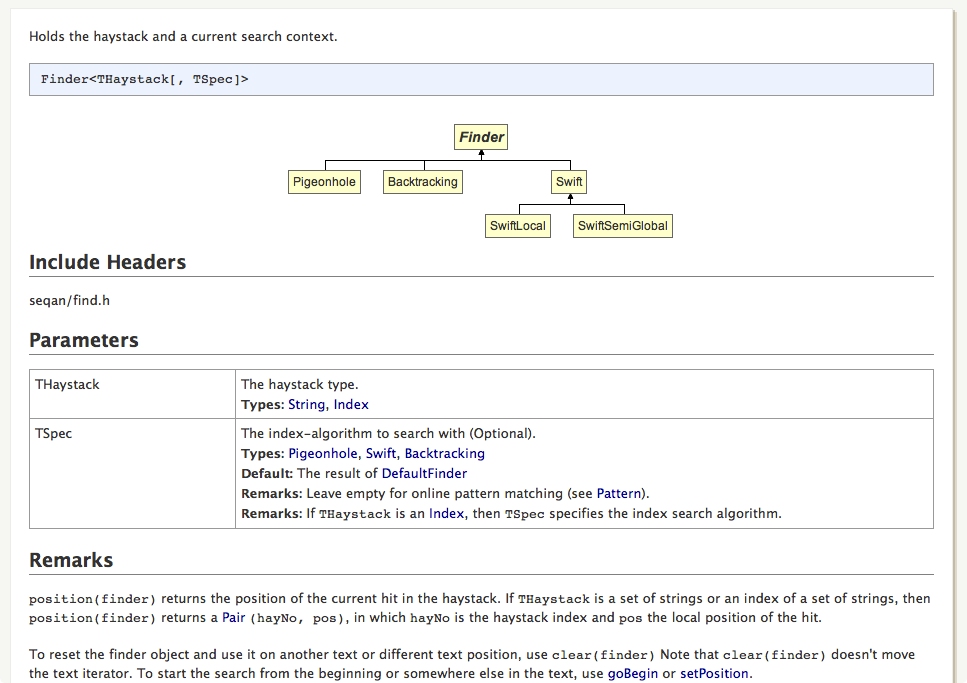 Holds the haystack and a current search context.
Finder<THaystack[, TSpec]>
Finder
Pigeonhole Backtracking Swift
SwiftLocal SwiftSemiGlobal
Include Headers
seqan/find.h
Parameters
THaystack The haystack type.
Types: String, Index
TSpec The index-algorithm to search with (Optional).
Types: Pigeonhole, Swift, Backtracking
Default: The result of DefaultFinder
Remarks: Leave empty for online pattern matching (see Pattern).
Remarks: If THaystack is an Index, then TSpec specifies the index search algorithm.
Remarks
position(finder) returns the position of the current hit in the haystack. If THaystack is a set of strings or an index of a set of strings, then
position(finder) returns a Pair (hayNo, pos), in which hayNo is the haystack index and pos the local position of the hit.
To reset the finder object and use it on another text or different text position, use clear(finder) Note that clear(finder) doesn't move
the text iterator. To start the search from the beginning or somewhere else in the text, use goBegin or setPosition.